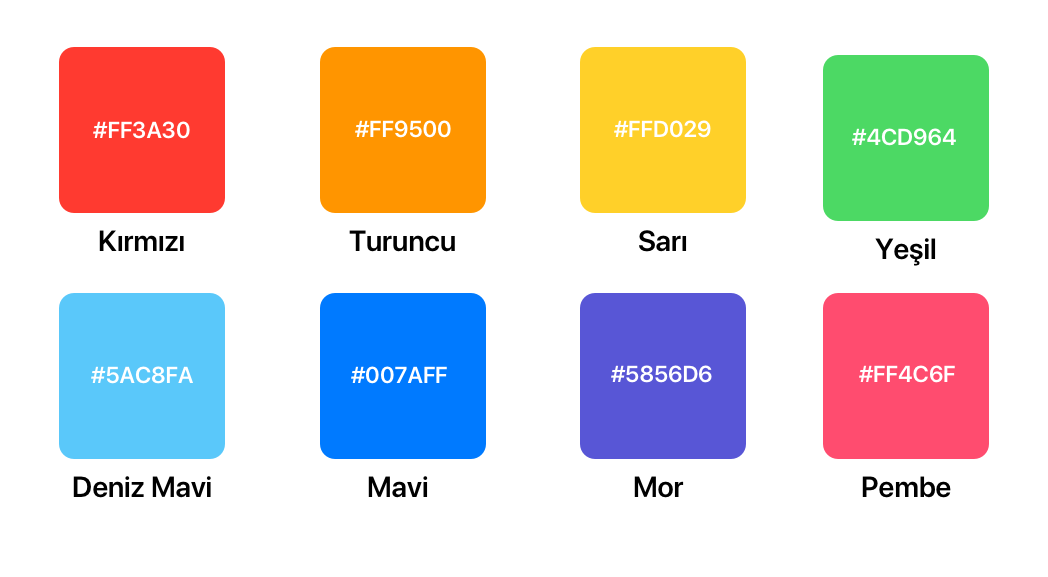 #FF3A30
Kırmızı
#FF9500
Turuncu
#FFD029
Sarı
#4CD964
Yeşil
#5AC8FA
Deniz Mavi
#007AFF
Mavi
#5856D6
Mor
#FF4C6F
Pembe